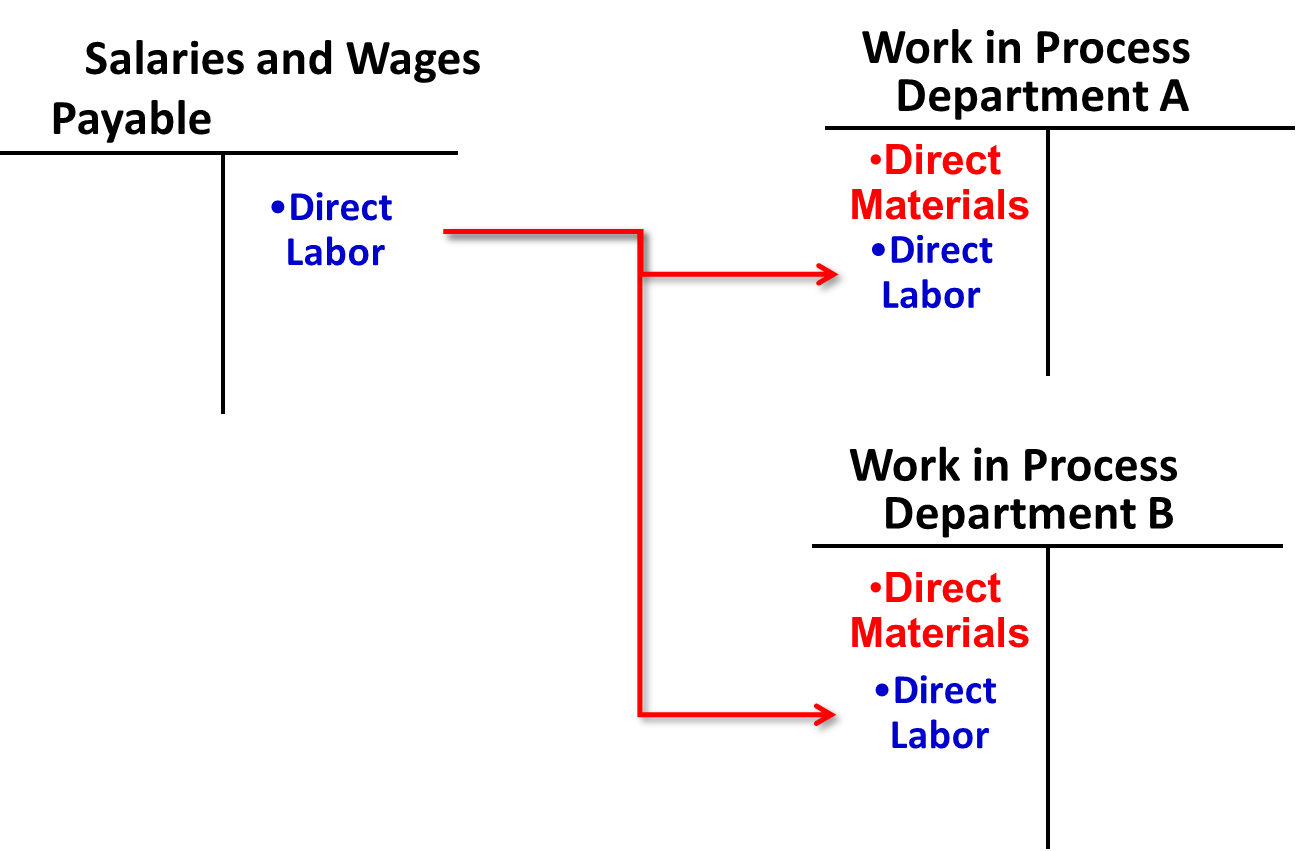 Salaries and Wages
Payable
•Direct
Labor
Work in Process
Department A
•Direct
Materials
•Direct
Labor
Work in Process
Department B
•Direct
Materials
•Direct
Labor